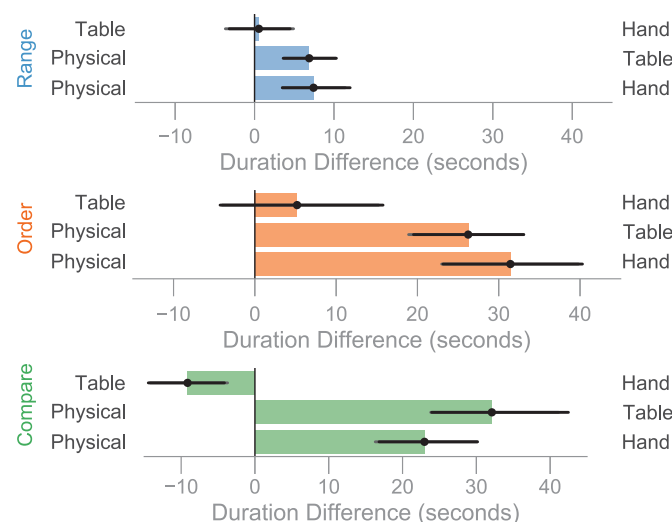 Range
Table Hand
Physical Table
Physical Hand
−10 0 10 20 30 40
Duration Difference (seconds)
Order
Table Hand
Physical Table
Physical Hand
−10 0 10 20 30 40
Duration Difference (seconds)
Compare
Table Hand
Physical Table
Physical Hand
−10 0 10 20 30 40
Duration Difference (seconds)